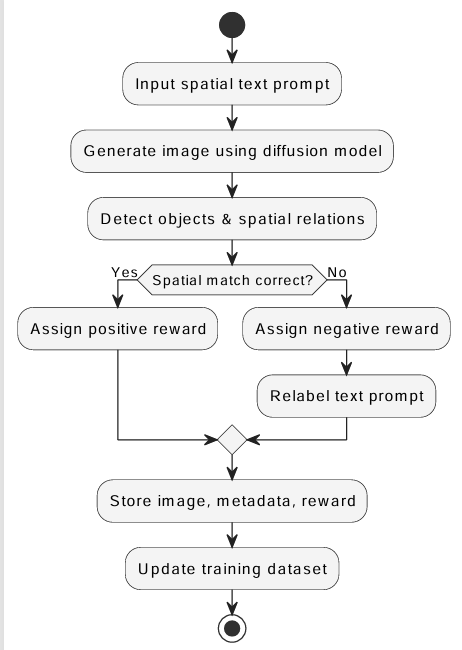 Input spatial text prompt
Generate image using diffusion model
Detect objects & spatial relations
Yes
Spatial match correct?
No
Assign positive reward
Assign negative reward
Relabel text prompt
Store image, metadata, reward
Update training dataset